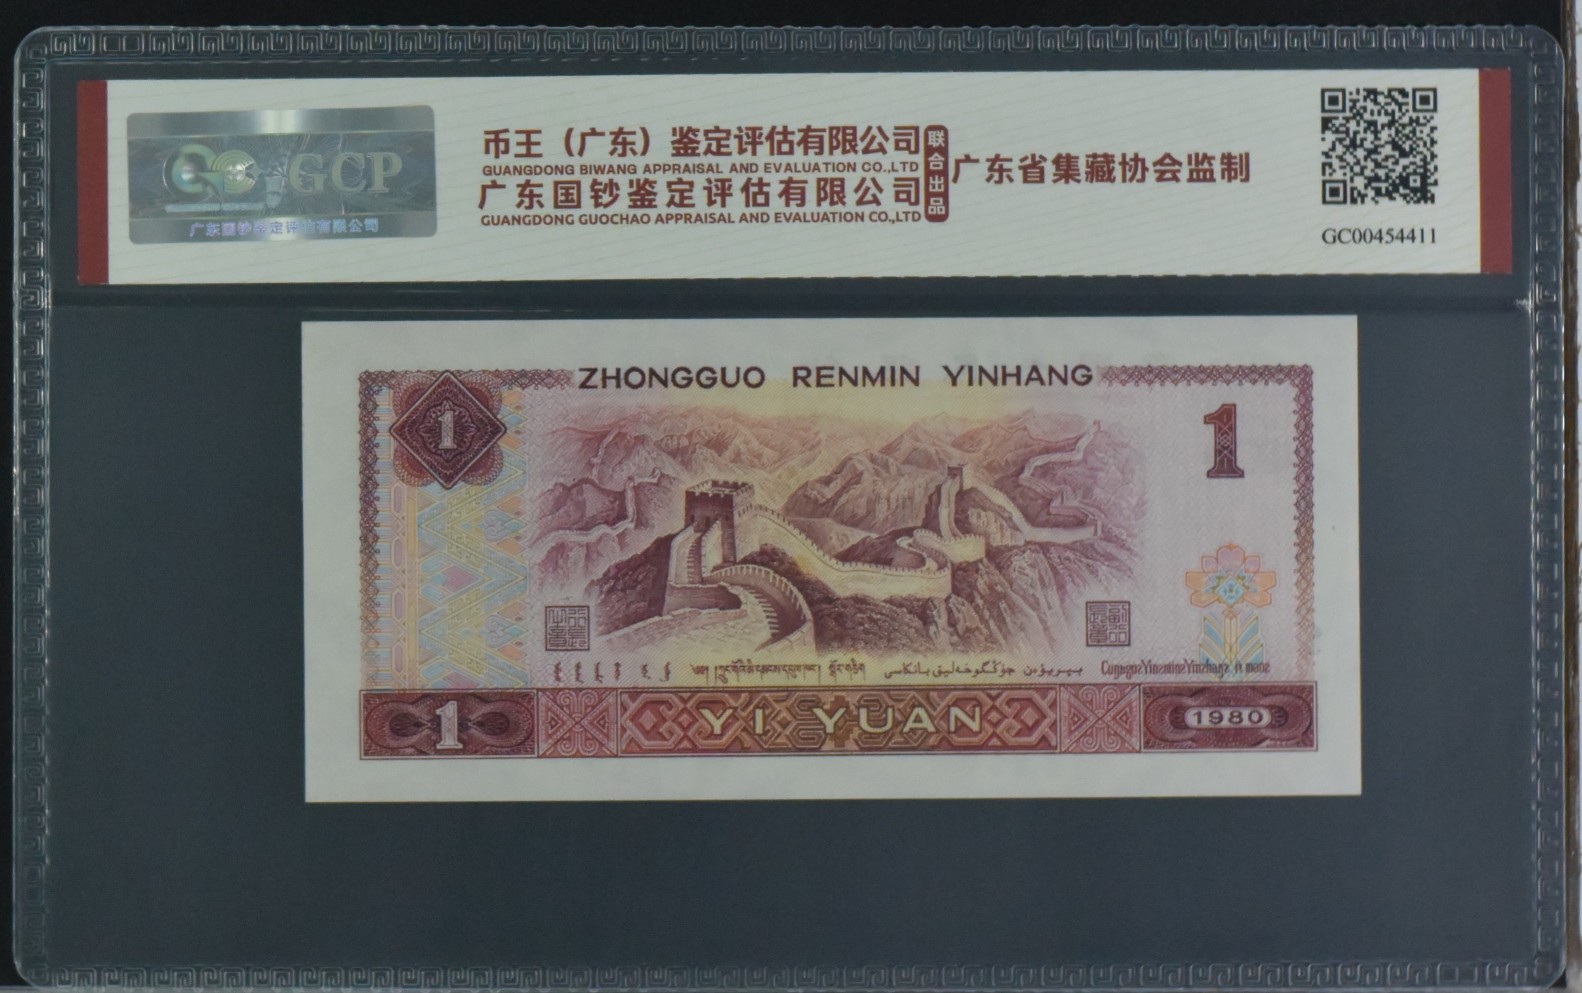 GCP
广东国钞鉴定评估有限公司
币王（广东）鉴定评估有限公司
GUANGDONG BIWANG APPRAISAL AND EVALUATION CO.,LTD
广东国钞鉴定评估有限公司
GUANGDONG GUOCHAO APPRAISAL AND EVALUATION CO.,LTD
联合出品
广东省集藏协会监制
GC00454411
ZHONGGUO RENMIN YINHANG
1
1
YI YUAN
1
1980